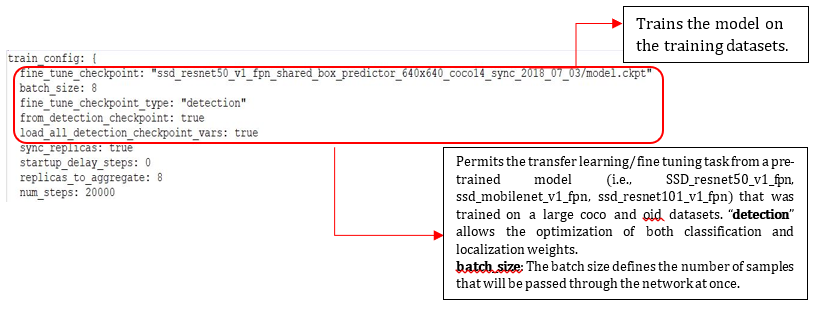 Trains the model on
the training datasets.
train_config: {
fine_tune_checkpoint: "ssd_resnet50_v1_fpn_shared_box_predictor_640x640_coco14_sync_2018_07_03/model.ckpt"
batch_size: 8
fine_tune_checkpoint_type: "detection"
from_detection_checkpoint: true
load_all_detection_checkpoint_vars: true
sync_replicas: true
startup_delay_steps: 0
replicas_to_aggregate: 8
num_steps: 20000
Permits the transfer learning/fine tuning task from a pre-
trained model (i.e., SSD_resnet50_v1_fpn,
ssd_mobilenet_v1_fpn, ssd_resnet101_v1_fpn) that was
trained on a large coco and oid datasets. "detection"
allows the optimization of both classification and
localization weights.
batch_size: The batch size defines the number of samples
that will be passed through the network at once.